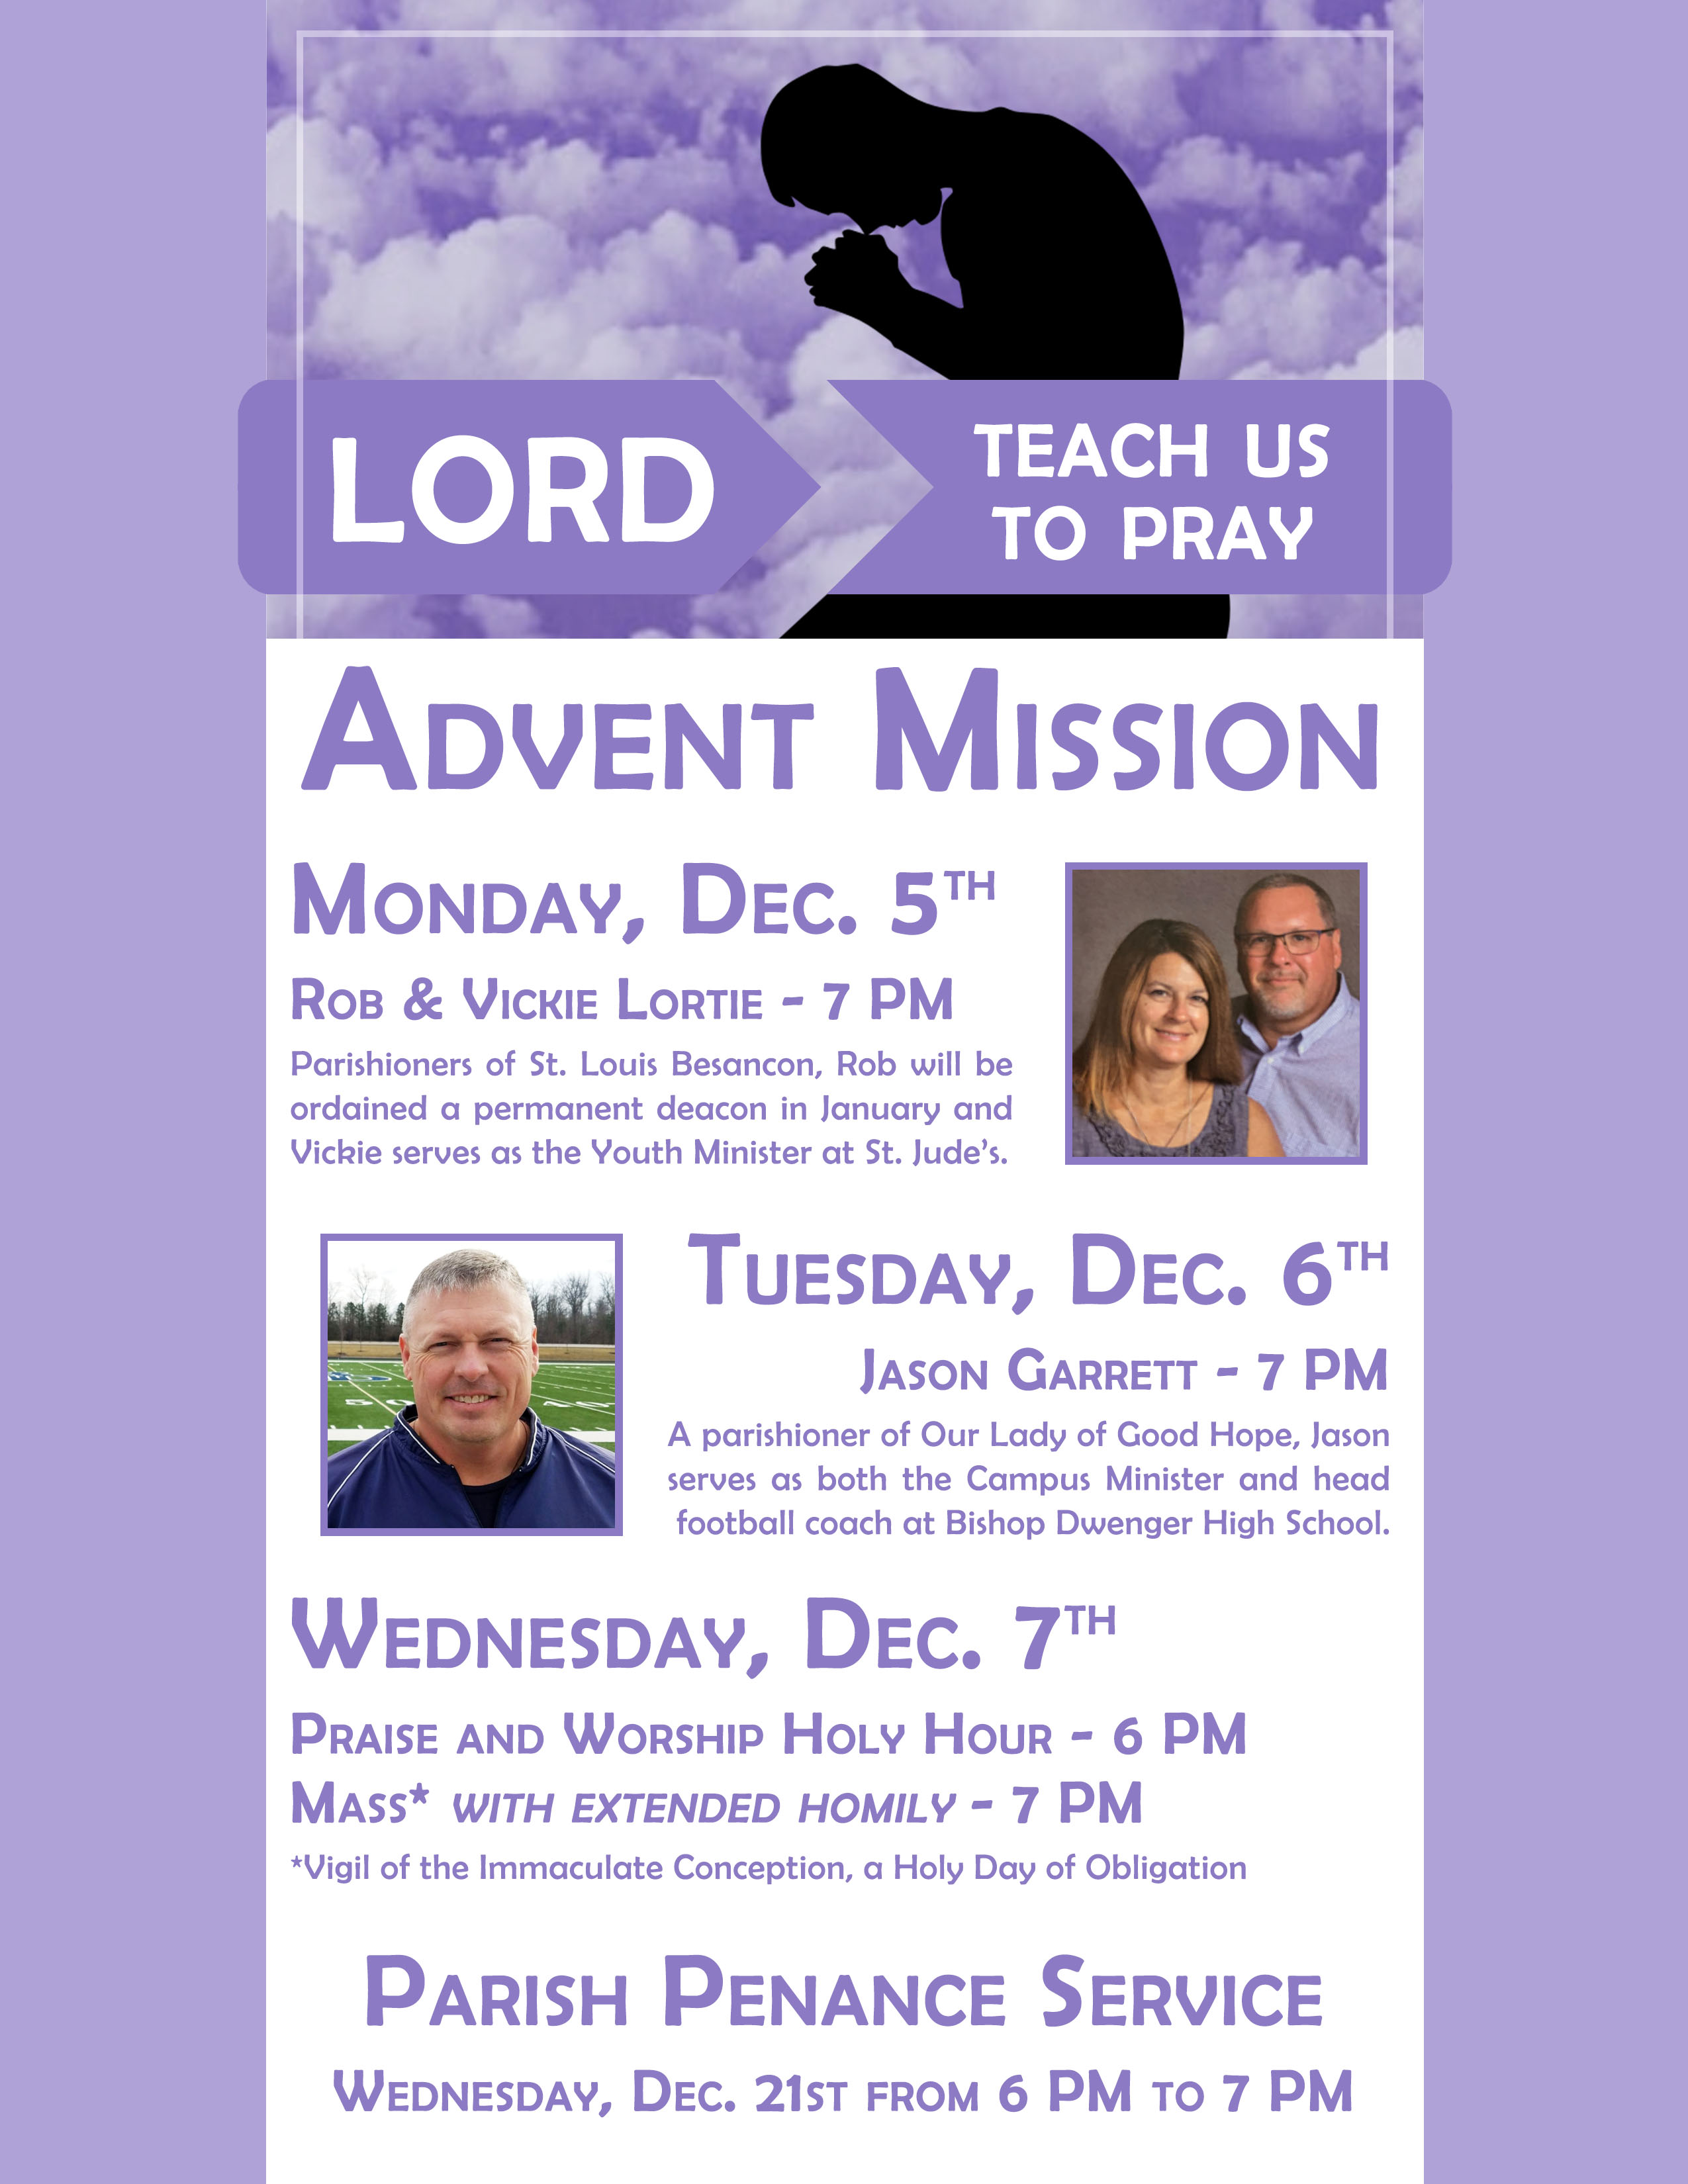 LORD
TEACH US
TO PRAY
ADVENT MISSION
MONDAY, DEC. 5TH
ROB & VICKIE LORTIE - 7 PM
Parishioners of St. Louis Besancon, Rob will be
ordained a permanent deacon in January and
Vickie serves as the Youth Minister at St. Jude's.
TUESDAY, DEC. 6TH
JASON GARRETT - 7 PM
A parishioner of Our Lady of Good Hope, Jason
serves as both the Campus Minister and head
football coach at Bishop Dwenger High School.
WEDNESDAY, DEC. 7TH
PRAISE AND WORSHIP HOLY HOUR - 6 PM
MASS* WITH EXTENDED HOMILY - 7 PM
*Vigil of the Immaculate Conception, a Holy Day of Obligation
PARISH PENANCE SERVICE
WEDNESDAY, DEC. 21ST FROM 6 PM TO 7 PM